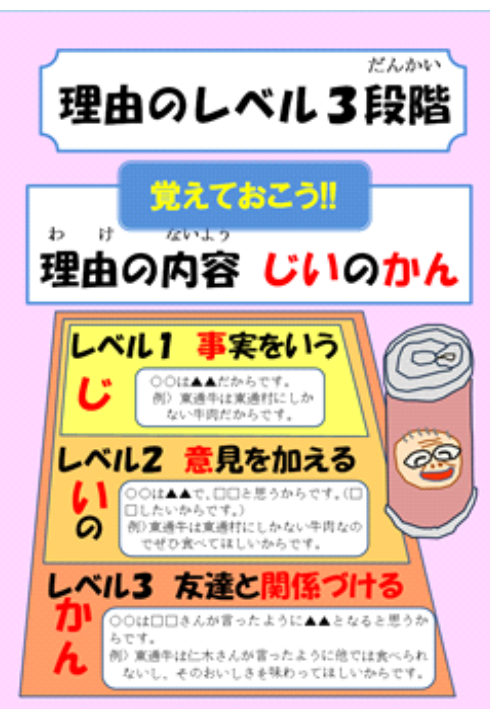 だんかい
理由のレベル３段階
覚えておこう!!
わ け ないよう
理由の内容 じいのかん
レベル１ 事実をいう
じ
○○は▲▲だからです。
例）東通牛は東通村にしか
ない牛肉だからです。
レベル２ 意見を加える
いの
○○は▲▲で、□□と思うからです。（□
□したいからです。）
例）東通牛は東通村にしかない牛肉なの
でぜひ食べてほしいからです。
レベル３ 友達と関係づける
かん
○○は□□さんが言ったように▲▲となると思うか
らです。
例）東通牛は仁木さんが言ったように他では食べられ
ないし、そのおいしさを味わってほしいからです。